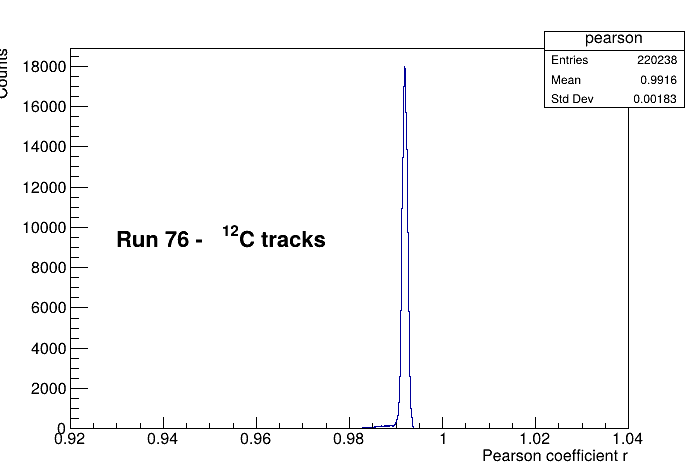 pearson
Entries 220238
Mean 0.9916
Std Dev 0.00183
Counts
18000
16000
14000
12000
10000
8000
6000
4000
2000
0
Run 76 - ¹²C tracks
0.92 0.94 0.96 0.98 1 1.02 1.04
Pearson coefficient r